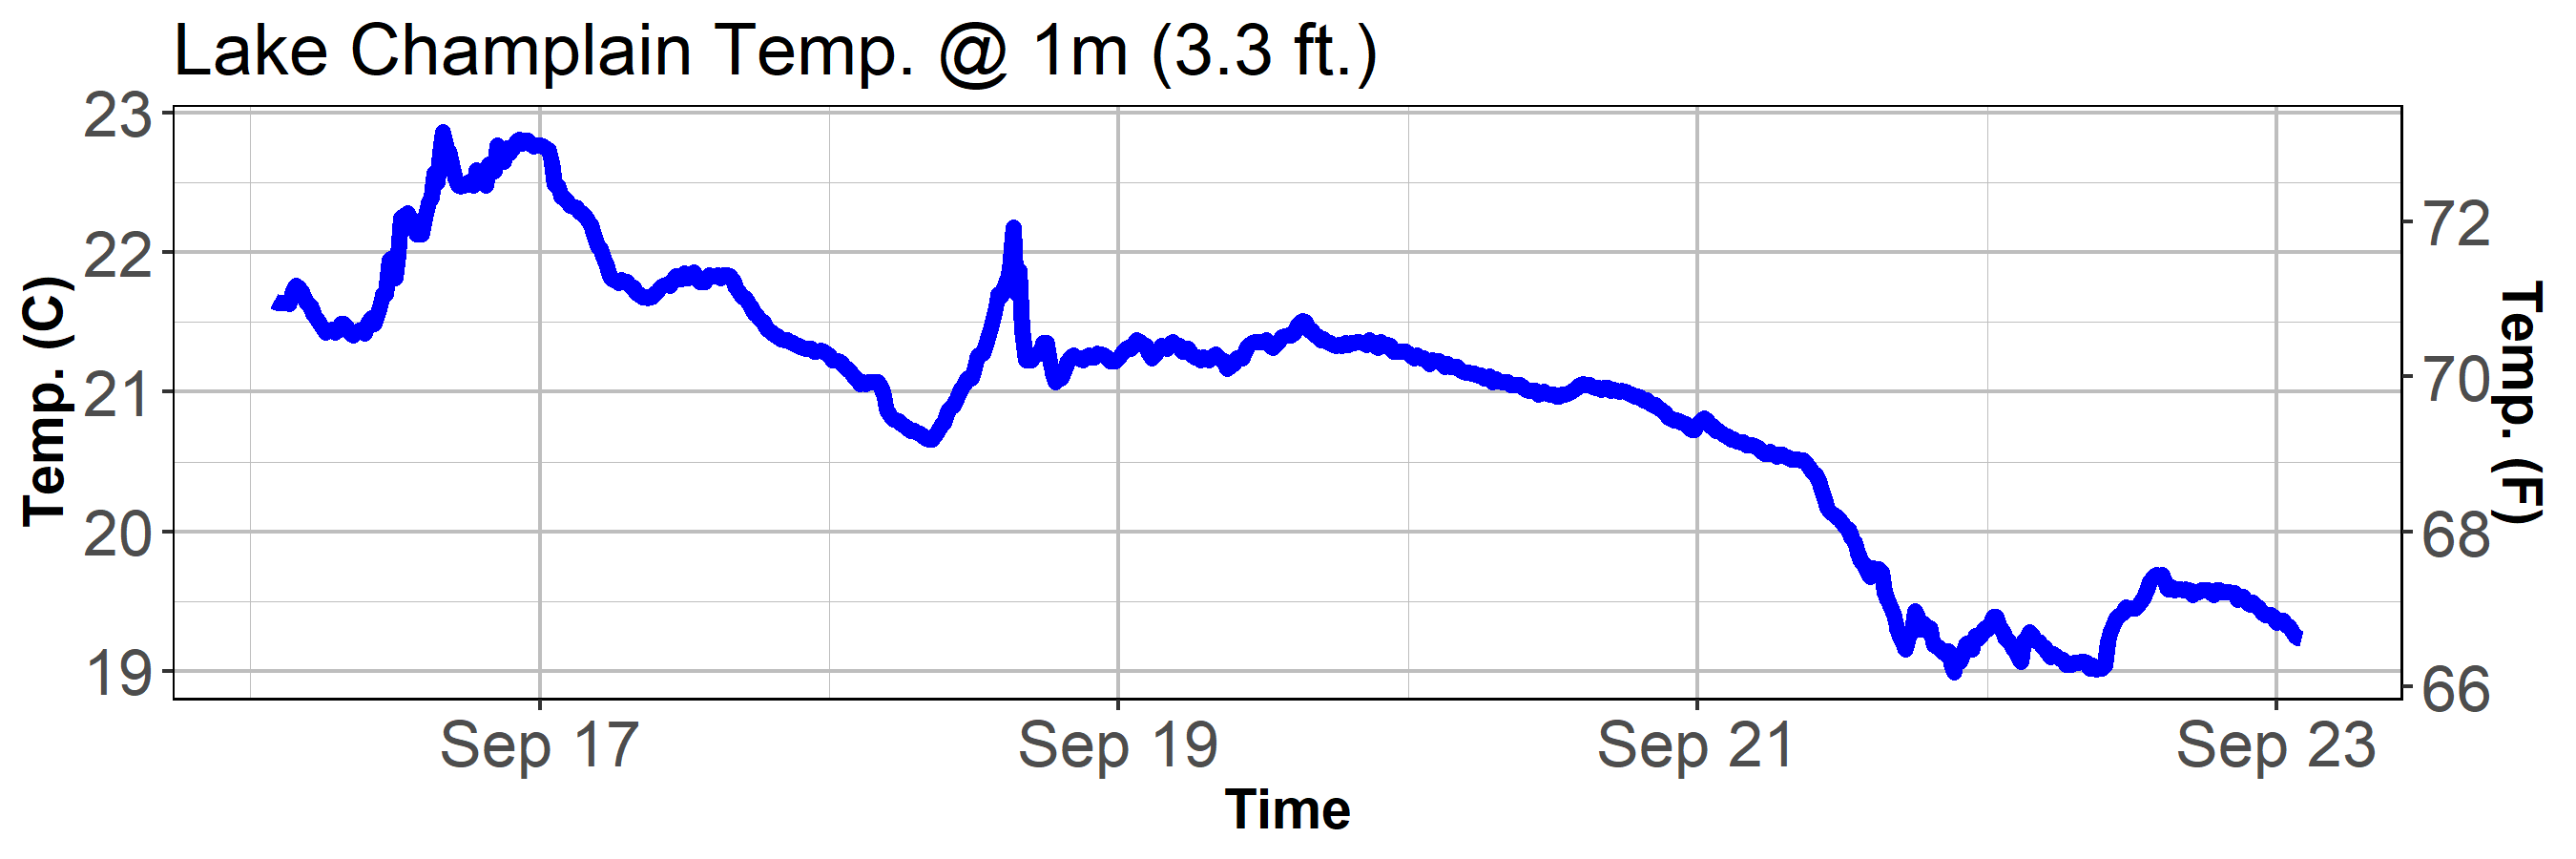 Lake Champlain Temp. @ 1m (3.3 ft.)
Temp. (C)
23
22
21
20
19
72
70
68
66
Temp. (F)
Sep 17
Sep 19
Sep 21
Sep 23
Time